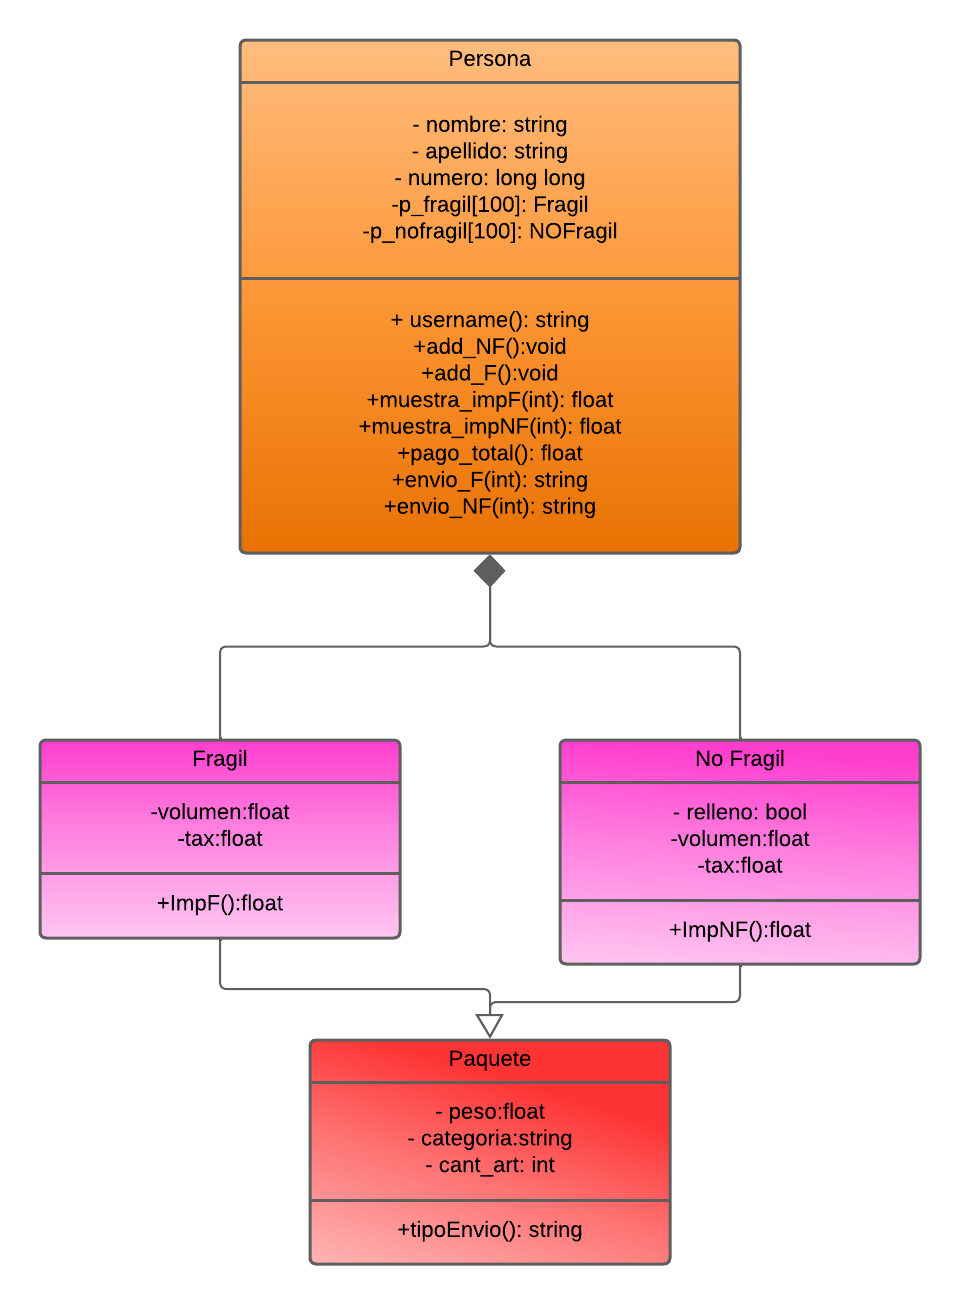 Persona
- nombre: string
- apellido: string
- numero: long long
-p_fragil[100]: Fragil
-p_nofragil[100]: NOFragil
+ username(): string
+add_NF():void
+add_F():void
+muestra_impF(int): float
+muestra_impNF(int): float
+pago_total(): float
+envio_F(int): string
+envio_NF(int): string
Fragil
-volumen:float
-tax:float
+ImpF():float
No Fragil
- relleno: bool
-volumen:float
-tax:float
+ImpNF():float
Paquete
- peso:float
- categoria:string
- cant_art: int
+tipoEnvio(): string